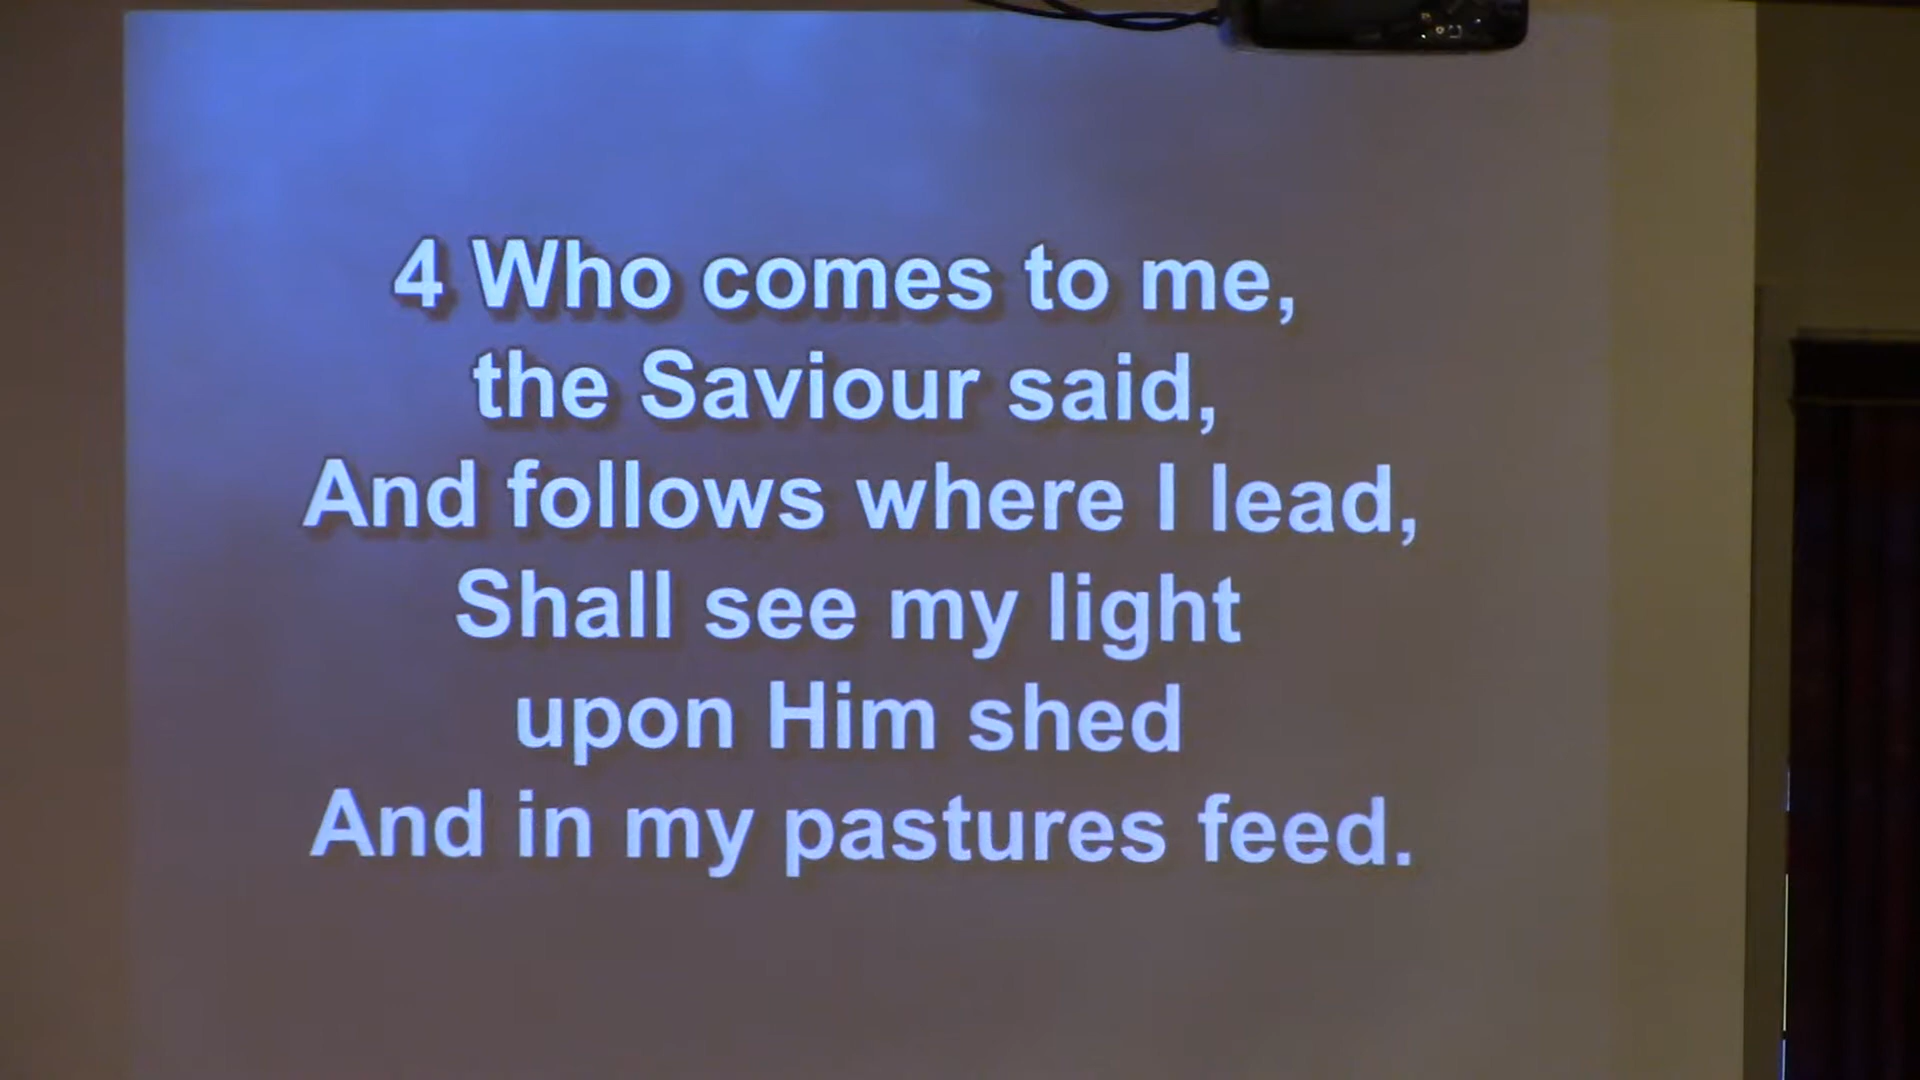 4 Who comes to me,
the Saviour said,
And follows where I lead,
Shall see my light
upon Him shed
And in my pastures feed.